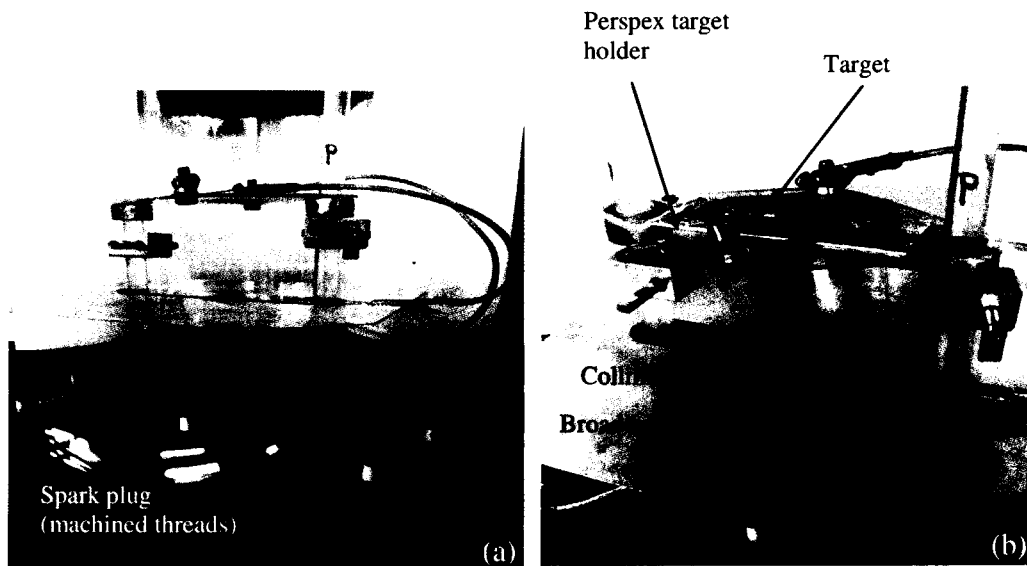 Perspex target
holder
Target
P
P
Spark plug
(machined threads)
(a)
(b)